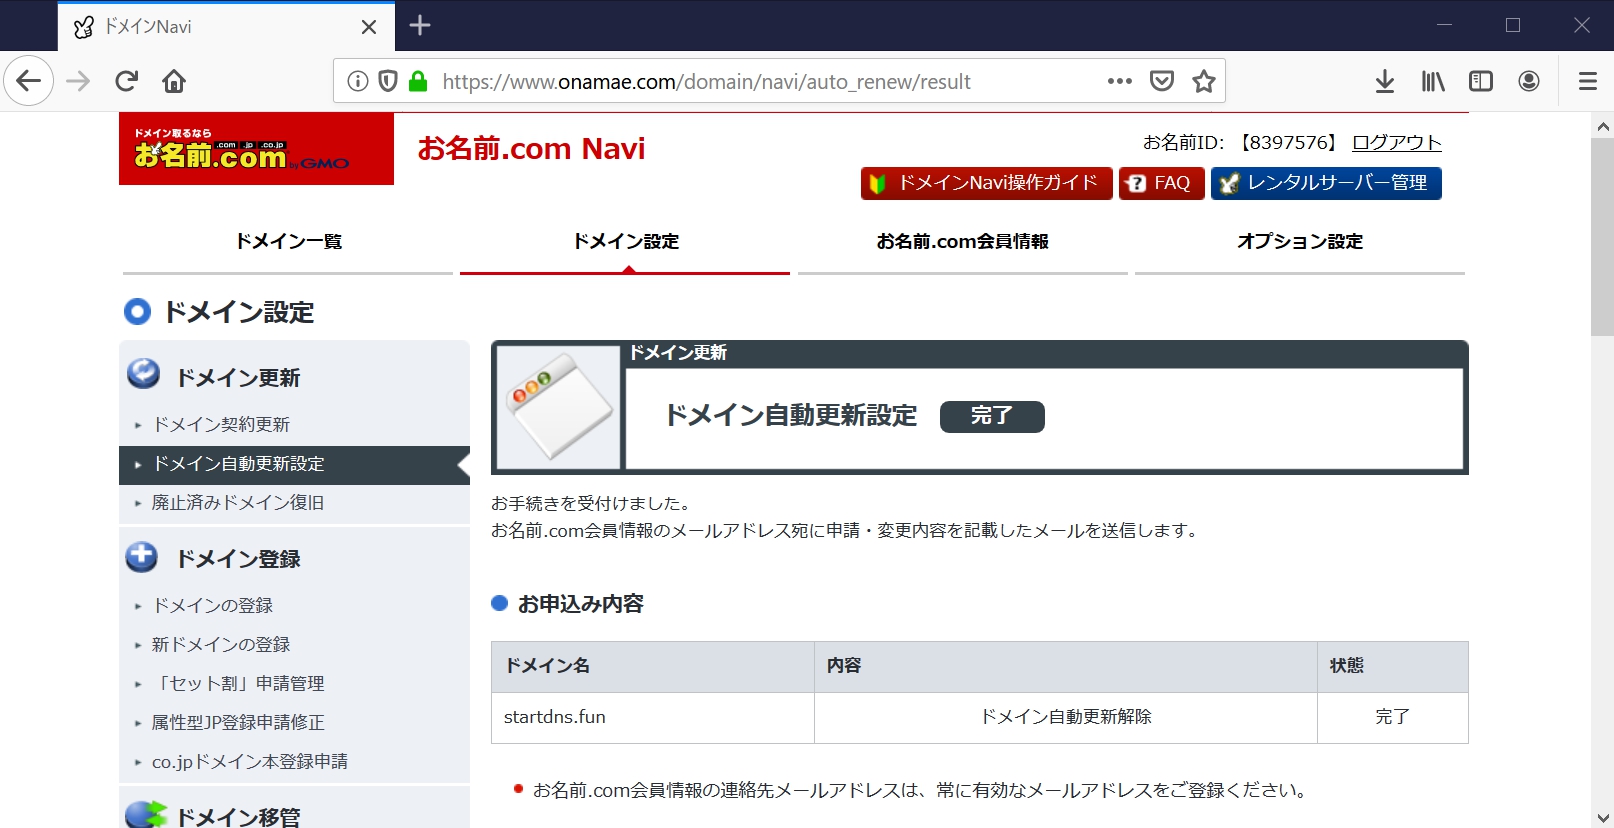 ドメインNavi
https://www.onamae.com/domain/navi/auto_renew/result
ドメイン取るなら
お名前.com by GMO
.com .jp .co.jp
お名前.com Navi
お名前ID: 【8397576】 ログアウト
ドメインNavi操作ガイド
? FAQ
レンタルサーバー管理
ドメイン一覧
ドメイン設定
お名前.com会員情報
オプション設定
ドメイン設定
ドメイン更新
ドメイン契約更新
ドメイン自動更新設定
廃止済みドメイン復旧
ドメイン登録
ドメインの登録
新ドメインの登録
「セット割」申請管理
属性型JP登録申請修正
co.jpドメイン本登録申請
ドメイン移管
ドメイン更新
ドメイン自動更新設定 完了
お手続きを受付けました。
お名前.com会員情報のメールアドレス宛に申請・変更内容を記載したメールを送信します。
お申込み内容
ドメイン名 内容 状態
startdns.fun ドメイン自動更新解除 完了
お名前.com会員情報の連絡先メールアドレスは、常に有効なメールアドレスをご登録ください。